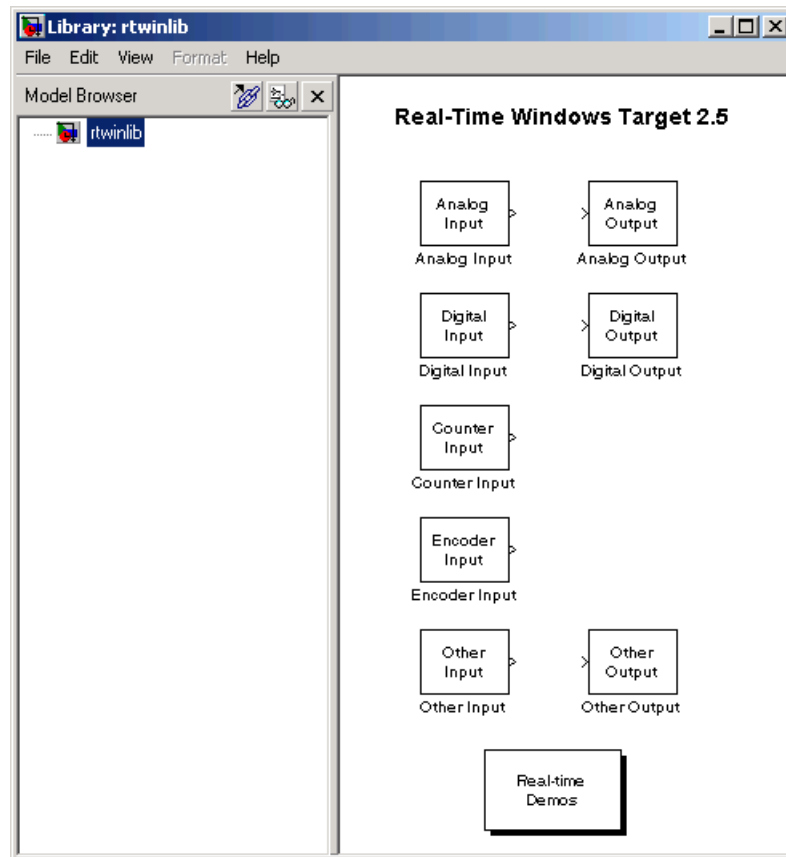 Library: rtwinlib
File Edit View Format Help
Model Browser
rtwinlib
Real-Time Windows Target 2.5
Analog
Input
Analog Input
Analog
Output
Analog Output
Digital
Input
Digital Input
Digital
Output
Digital Output
Counter
Input
Counter Input
Encoder
Input
Encoder Input
Other
Input
Other Input
Other
Output
Other Output
Real-time
Demos